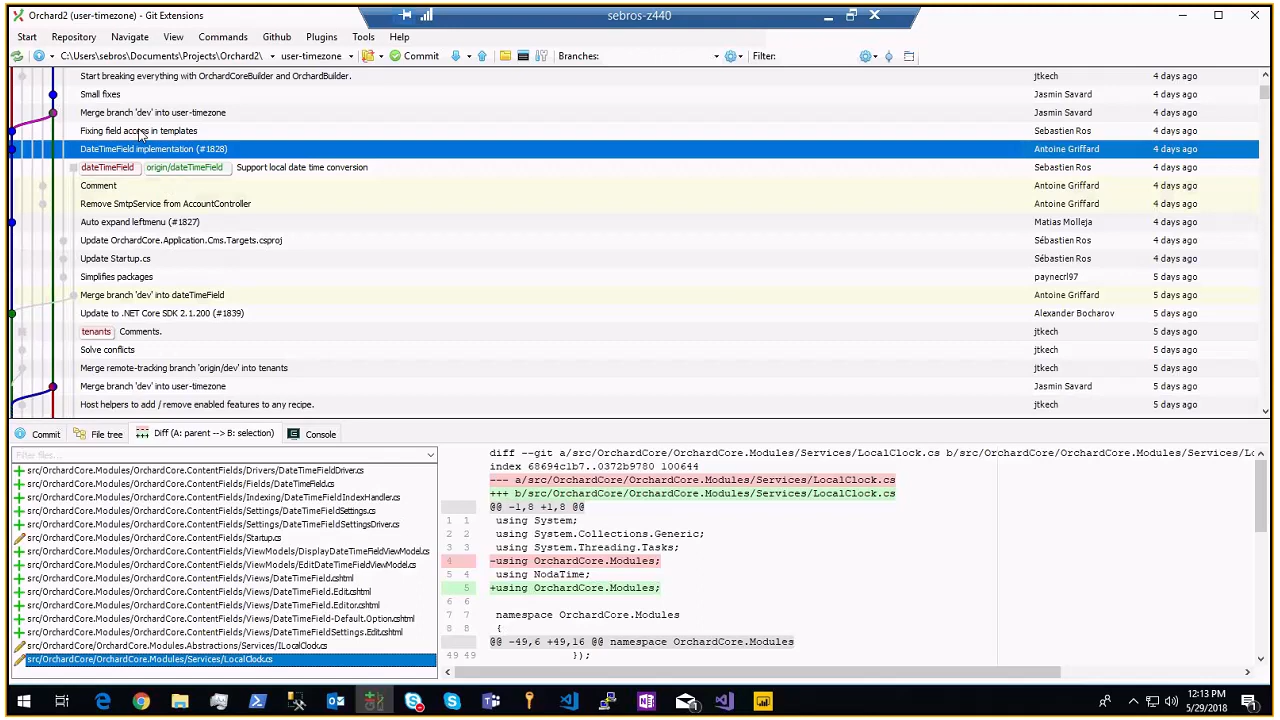 Orchard2 (user-timezone) - Git Extensions
sebros-z440
Start Repository Navigate View Commands Github Plugins Tools Help
C:\Users\sebros\Documents\Projects\Orchard2\ user-timezone Commit Branches: Filter:
Start breaking everything with OrchardCoreBuilder and OrchardBuilder. jtkech 4 days ago
Small fixes Jasmin Savard 4 days ago
Merge branch 'dev' into user-timezone Jasmin Savard 4 days ago
Fixing field access in templates Sebastien Ros 4 days ago
DateTimeField implementation (#1828) Antoine Griffard 4 days ago
dateTimeField origin/dateTimeField Support local date time conversion Sebastien Ros 4 days ago
Comment Antoine Griffard 4 days ago
Remove SmtpService from AccountController Antoine Griffard 4 days ago
Auto expand leftmenu (#1827) Matias Molleja 4 days ago
Update OrchardCore.Application.Cms.Targets.csproj Sébastien Ros 4 days ago
Update Startup.cs Sébastien Ros 4 days ago
Simplifies packages paynecrl97 5 days ago
Merge branch 'dev' into dateTimeField Antoine Griffard 5 days ago
Update to .NET Core SDK 2.1.200 (#1839) Alexander Bocharov 5 days ago
tenants Comments. jtkech 5 days ago
Solve conflicts jtkech 5 days ago
Merge remote-tracking branch 'origin/dev' into tenants jtkech 5 days ago
Merge branch 'dev' into user-timezone Jasmin Savard 5 days ago
Host helpers to add / remove enabled features to any recipe. jtkech 5 days ago
Commit File tree Diff (A: parent --> B: selection) Console
Filter files...
src/OrchardCore.Modules/OrchardCore.ContentFields/Drivers/DateTimeFieldDriver.cs
src/OrchardCore.Modules/OrchardCore.ContentFields/Fields/DateTimeField.cs
src/OrchardCore.Modules/OrchardCore.ContentFields/Indexing/DateTimeFieldIndexHandler.cs
src/OrchardCore.Modules/OrchardCore.ContentFields/Settings/DateTimeFieldSettings.cs
src/OrchardCore.Modules/OrchardCore.ContentFields/Settings/DateTimeFieldSettingsDriver.cs
src/OrchardCore.Modules/OrchardCore.ContentFields/Startup.cs
src/OrchardCore.Modules/OrchardCore.ContentFields/ViewModels/DisplayDateTimeFieldViewModel.cs
src/OrchardCore.Modules/OrchardCore.ContentFields/ViewModels/EditDateTimeFieldViewModel.cs
src/OrchardCore.Modules/OrchardCore.ContentFields/Views/DateTimeField.cshtml
src/OrchardCore.Modules/OrchardCore.ContentFields/Views/DateTimeField.Edit.cshtml
src/OrchardCore.Modules/OrchardCore.ContentFields/Views/DateTimeField.Editor.cshtml
src/OrchardCore.Modules/OrchardCore.ContentFields/Views/DateTimeField-Default.Option.cshtml
src/OrchardCore.Modules/OrchardCore.ContentFields/Views/DateTimeFieldSettings.Edit.cshtml
src/OrchardCore/OrchardCore.Modules.Abstractions/Services/ILocalClock.cs
src/OrchardCore/OrchardCore.Modules/Services/LocalClock.cs
diff --git a/src/OrchardCore/OrchardCore.Modules/Services/LocalClock.cs b/src/OrchardCore/OrchardCore.Modules/Services/Lc
index 68694c1b7..0372b9780 100644
--- a/src/OrchardCore/OrchardCore.Modules/Services/LocalClock.cs
+++ b/src/OrchardCore/OrchardCore.Modules/Services/LocalClock.cs
@@ -1,8 +1,8 @@
1 1 using System;
2 2 using System.Collections.Generic;
3 3 using System.Threading.Tasks;
4 -using OrchardCore.Modules;
5 4 using NodaTime;
5 +using OrchardCore.Modules;
6 6
7 7 namespace OrchardCore.Modules
8 8 {
@@ -49,6 +49,16 @@ namespace OrchardCore.Modules
49 49 });
12:13 PM
5/29/2018